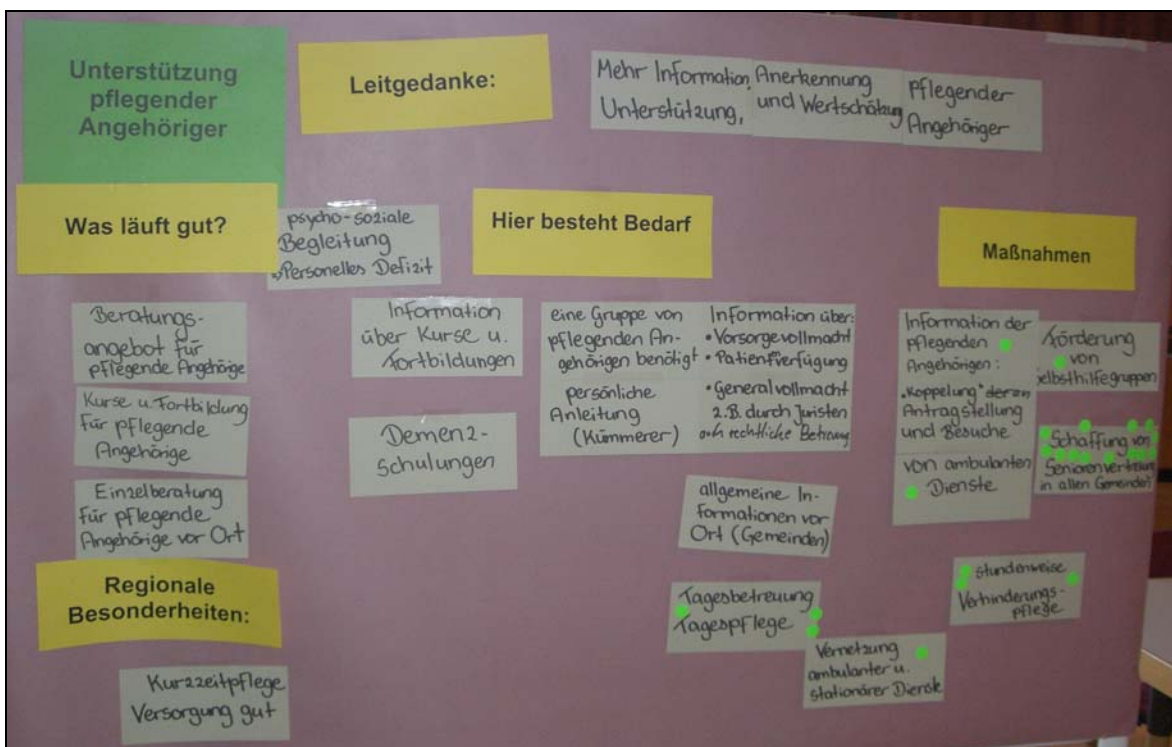 Unterstützung
pflegender
Angehöriger
Leitgedanke:
Mehr Information,
Unterstützung,
Anerkennung
und Wertschätzung
pflegender
Angehöriger
Was läuft gut?
psycho-soziale
Begleitung
Personelles Defizit
Beratungs-
angebot für
pflegende Angehörige
Kurse u. Fortbildung
für pflegende
Angehörige
Einzelberatung
für pflegende
Angehörige vor Ort
Regionale
Besonderheiten:
Kurzzeitpflege
Versorgung gut
Hier besteht Bedarf
Information
über Kurse u.
Fortbildungen
Demenz-
schulungen
eine Gruppe von
pflegenden An-
gehörigen benötigt
persönliche
Anleitung
(Kümmerer)
Information über:
• Vorsorgevollmacht
• Patientverfügung
• Generalvollmacht
z.B. durch Juristen
auch rechtliche Betreuung
allgemeine In-
formationen vor
Ort (Gemeinden)
Tagesbetreuung
Tagespflege
Vernetzung
ambulanter u.
stationärer Dienste
Maßnahmen
Information der
pflegenden
Angehörigen:
"Koppelung" deran
Antragstellung
und Besuche
von ambulanten
Dienste
Förderung
von
Selbsthilfegruppen
Schaffung von
Seniorenvertretung
in allen Gemeinden
stundenweise
Verhinderungs-
pflege